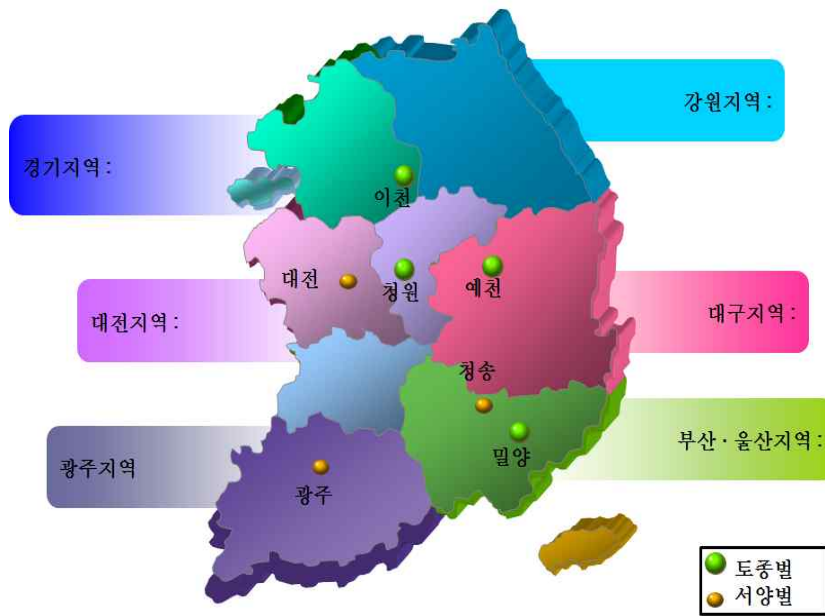 강원지역 :
경기지역 :
이천
대전
청원
예천
대전지역 :
대구지역 :
청송
부산 · 울산지역 :
밀양
광주지역
광주
토종벌
서양벌